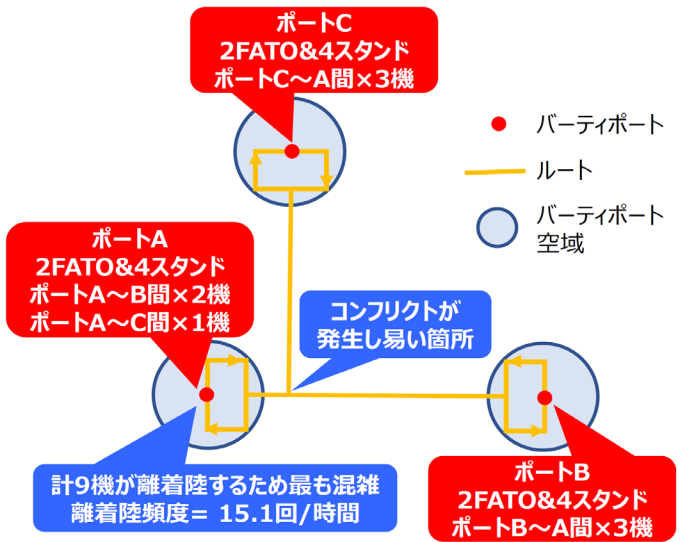 ポートC
2FATO&4スタンド
ポートC～A間×3機
バーティポート
ルート
バーティポート
空域
ポートA
2FATO&4スタンド
ポートA～B間×2機
ポートA～C間×1機
コンフリクトが
発生し易い箇所
計9機が離着陸するため最も混雑
離着陸頻度= 15.1回/時間
ポートB
2FATO&4スタンド
ポートB～A間×3機